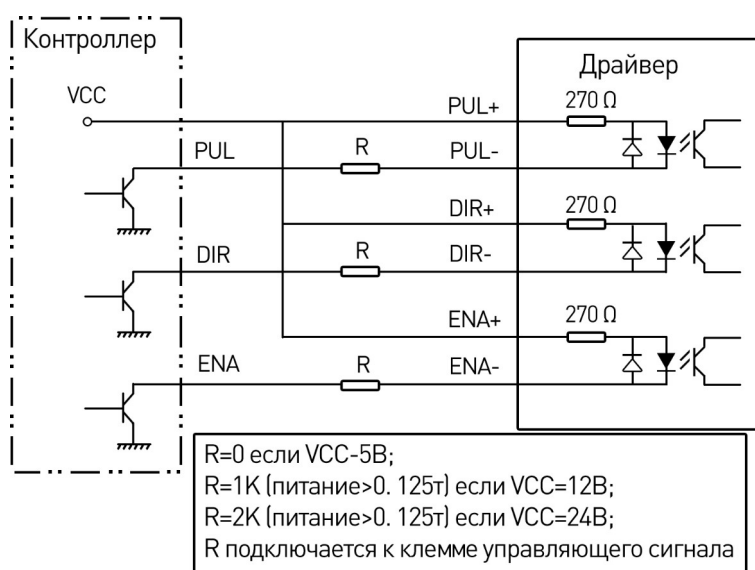 Контроллер
Драйвер
VCC
PUL+
270 Ω
PUL
R
PUL-
DIR+
270 Ω
DIR
R
DIR-
ENA+
270 Ω
ENA
R
ENA-
R=0 если VCC-5В;
R=1K (питание>0. 125т) если VCC=12В;
R=2K (питание>0. 125т) если VCC=24В;
R подключается к клемме управляющего сигнала